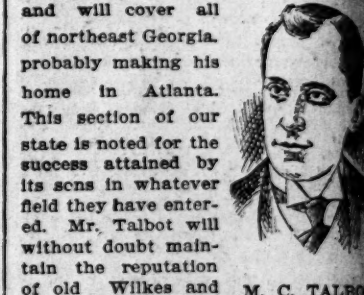 and will cover all
of northeast Georgia.
probably making his
home in Atlanta.
This section of our
state is noted for the
success attained by
its sons in whatever
field they have enter-
ed. Mr. Talbot will
without doubt main-
tain the reputation
of old Wilkes and
M. C. TALBO